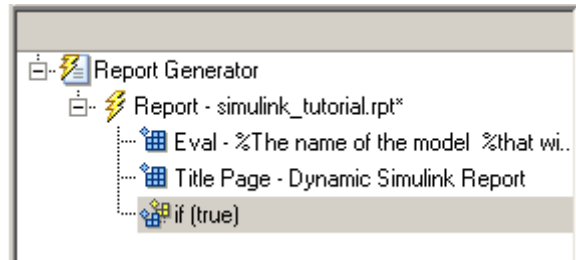 Report Generator
Report - simulink_tutorial.rpt*
Eval - %The name of the model %that wi..
Title Page - Dynamic Simulink Report
if (true)